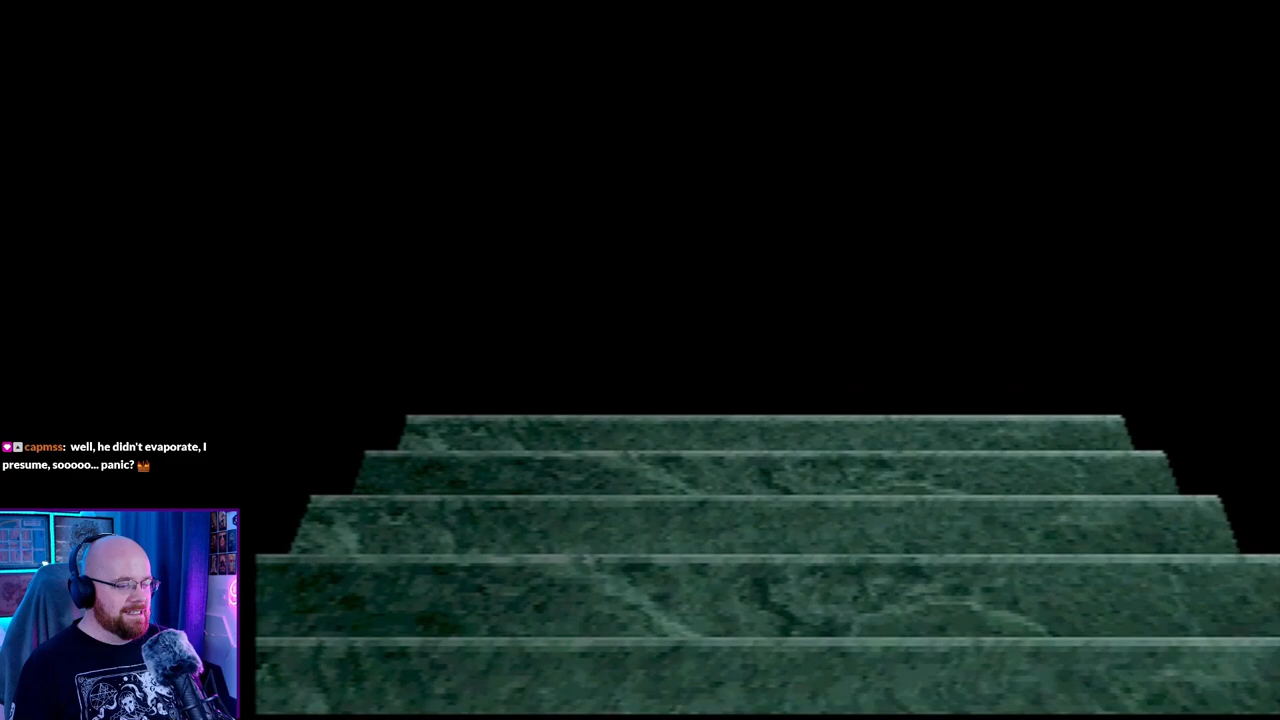 capmss: well, he didn't evaporate, I
presume, sooooo... panic?